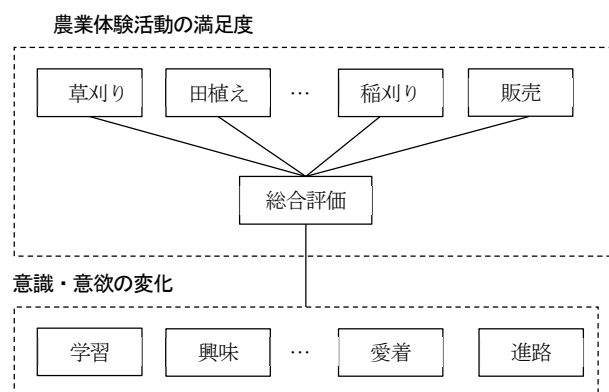 農業体験活動の満足度
草刈り 田植え … 稲刈り 販売
総合評価
意識・意欲の変化
学習 興味 … 愛着 進路